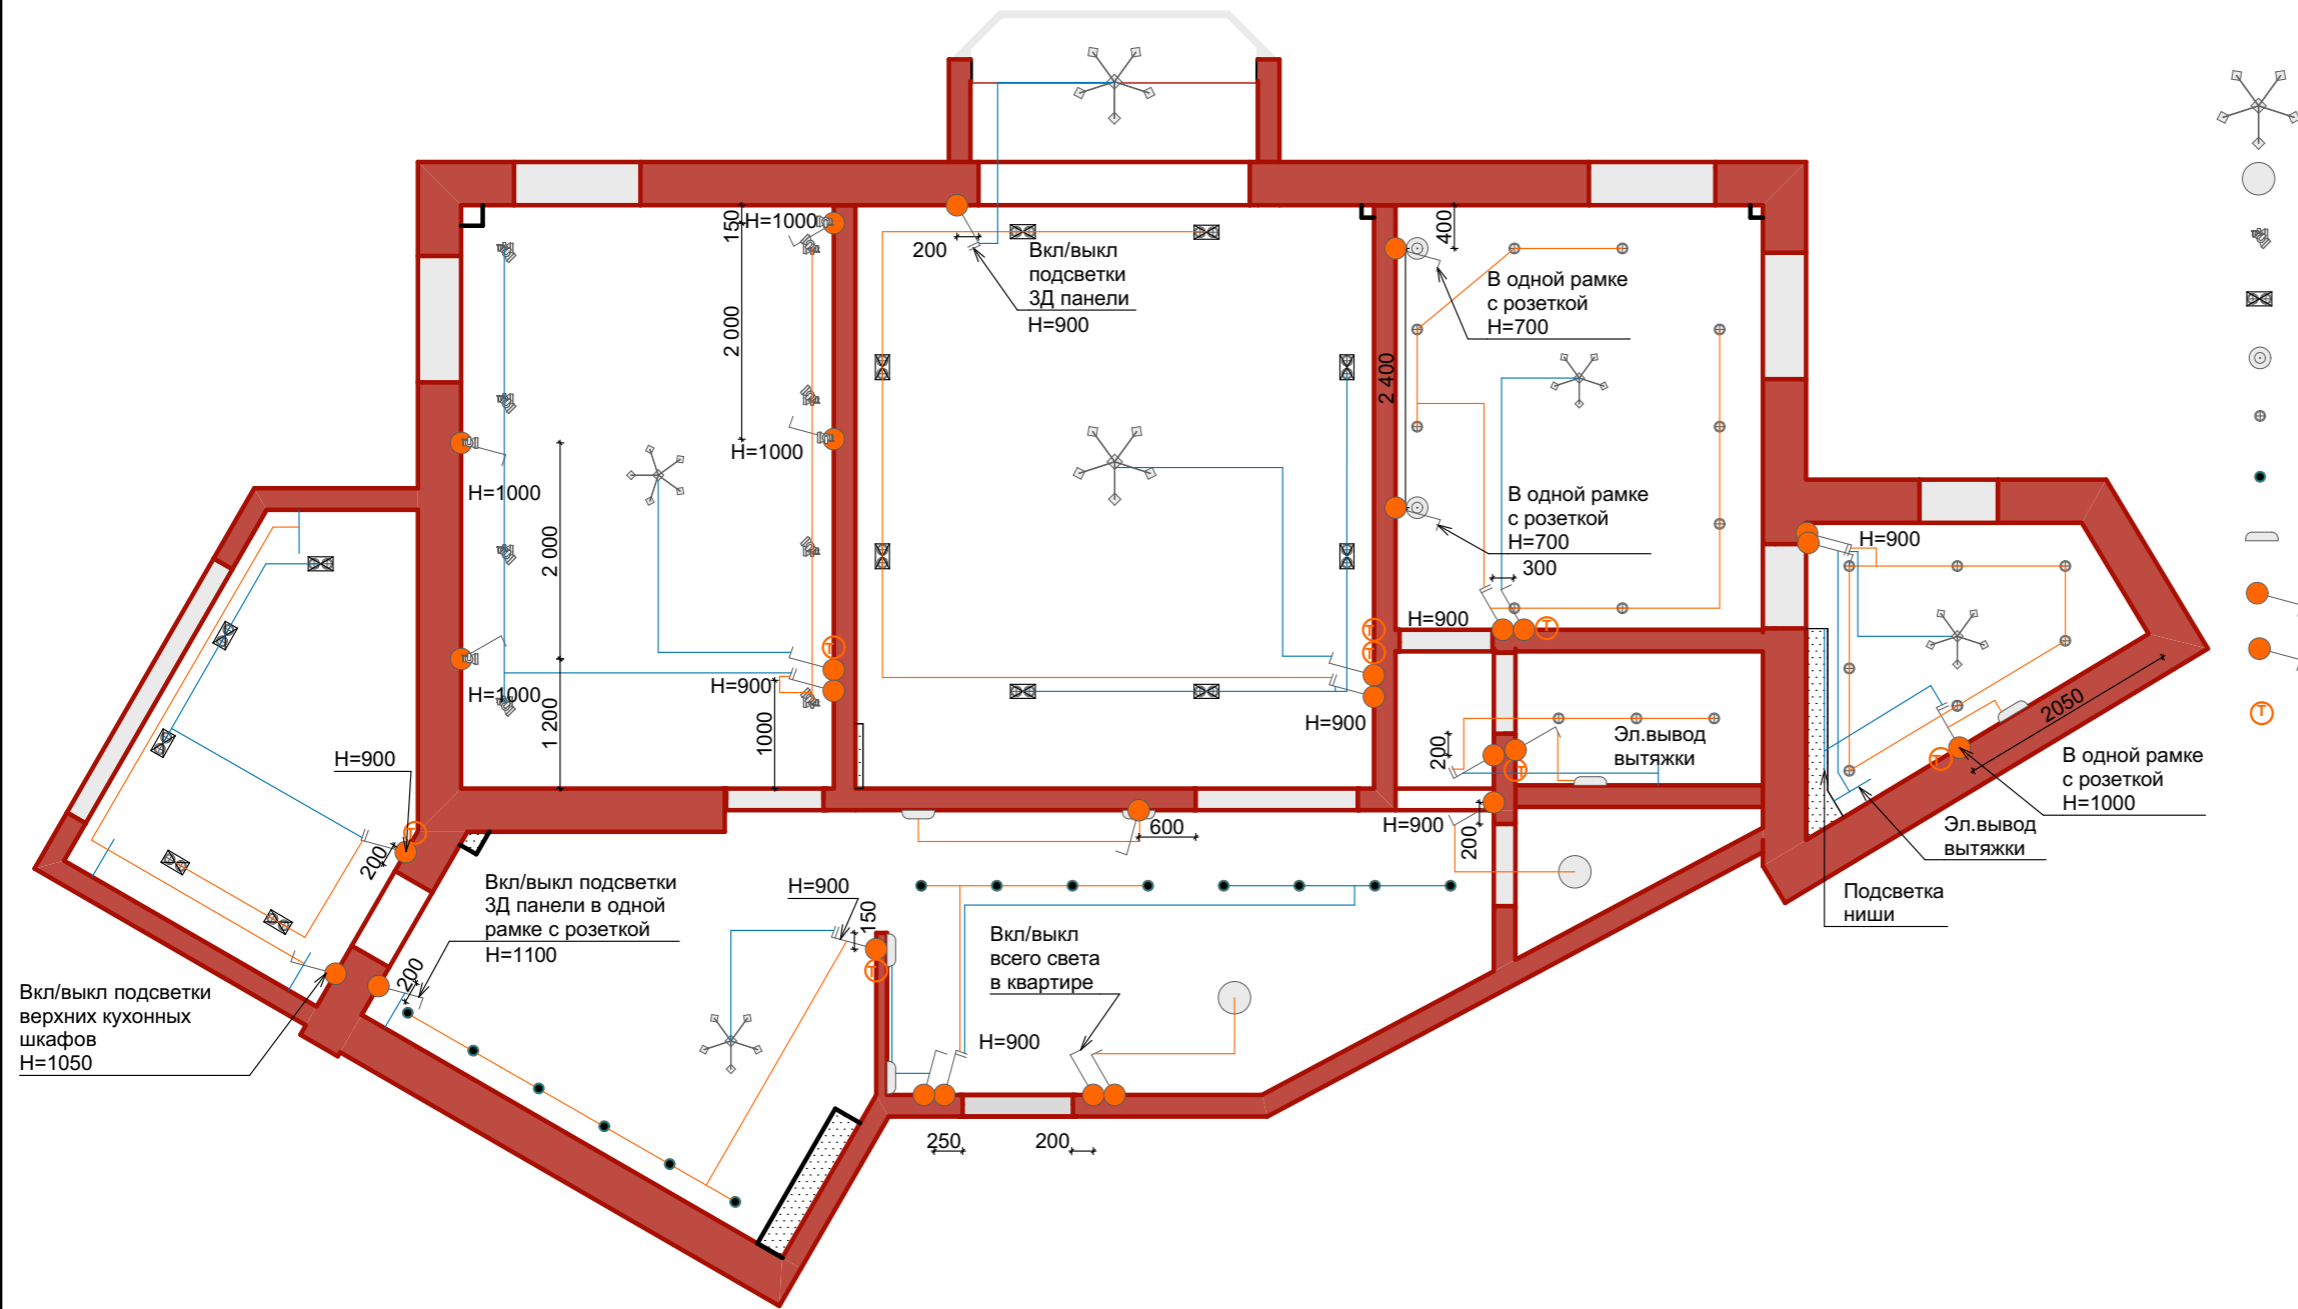 150
H=1000
2 000
H=1000
H=1000
2 000
H=1000
1 200
H=900
1000
200
Вкл/выкл
подсветки
3Д панели
H=900
H=900
400
В одной рамке
с розеткой
H=700
2 400
В одной рамке
с розеткой
H=700
300
H=900
H=900
2050
В одной рамке
с розеткой
H=1000
Эл.вывод
вытяжки
Подсветка
ниши
200
Эл.вывод
вытяжки
H=900
200
600
H=900
200
Вкл/выкл подсветки
3Д панели в одной
рамке с розеткой
H=1100
200
Вкл/выкл подсветки
верхних кухонных
шкафов
H=1050
H=900
150
Вкл/выкл
всего света
в квартире
H=900
250
200
T
T
T
T
T
T
T
T
T
T